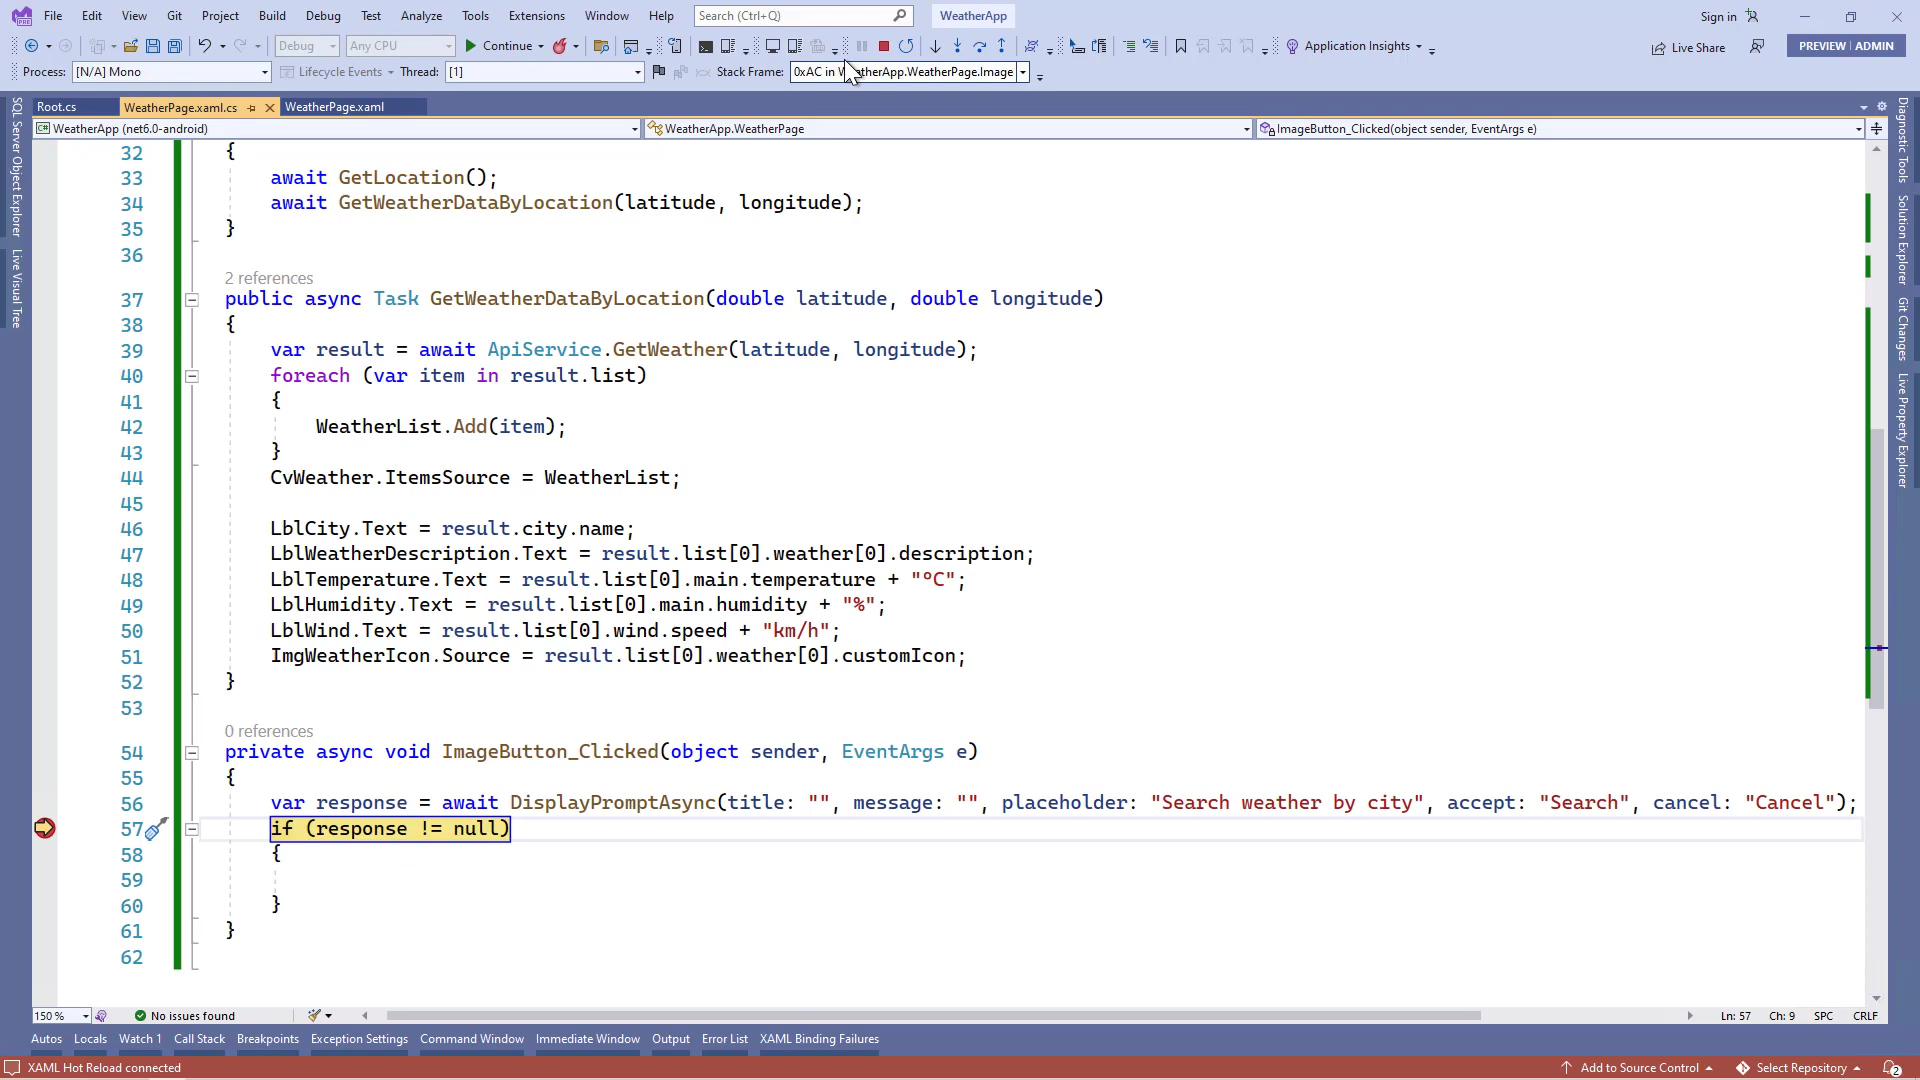 File Edit View Git Project Build Debug Test Analyze Tools Extensions Window Help Search (Ctrl+Q) WeatherApp Sign in
Debug Any CPU Continue Application Insights Live Share PREVIEW ADMIN
Process: [N/A] Mono Lifecycle Events Thread: [1] Stack Frame: 0xAC in WeatherApp.WeatherPage.Image
Root.cs WeatherPage.xaml.cs WeatherPage.xaml
WeatherApp (net6.0-android) WeatherApp.WeatherPage ImageButton_Clicked(object sender, EventArgs e)
SQL Server Object Explorer
Live Visual Tree
32 {
33 await GetLocation();
34 await GetWeatherDataByLocation(latitude, longitude);
35 }
36
2 references
37 public async Task GetWeatherDataByLocation(double latitude, double longitude)
38 {
39 var result = await ApiService.GetWeather(latitude, longitude);
40 foreach (var item in result.list)
41 {
42 WeatherList.Add(item);
43 }
44 CvWeather.ItemsSource = WeatherList;
45
46 LblCity.Text = result.city.name;
47 LblWeatherDescription.Text = result.list[0].weather[0].description;
48 LblTemperature.Text = result.list[0].main.temperature + "°C";
49 LblHumidity.Text = result.list[0].main.humidity + "%";
50 LblWind.Text = result.list[0].wind.speed + "km/h";
51 ImgWeatherIcon.Source = result.list[0].weather[0].customIcon;
52 }
53
0 references
54 private async void ImageButton_Clicked(object sender, EventArgs e)
55 {
56 var response = await DisplayPromptAsync(title: "", message: "", placeholder: "Search weather by city", accept: "Search", cancel: "Cancel");
57 if (response != null)
58 {
59
60 }
61 }
62
Diagnostic Tools
Solution Explorer
Git Changes
Live Property Explorer
150 % No issues found Ln: 57 Ch: 9 SPC CRLF
Autos Locals Watch 1 Call Stack Breakpoints Exception Settings Command Window Immediate Window Output Error List XAML Binding Failures
XAML Hot Reload connected Add to Source Control Select Repository 2